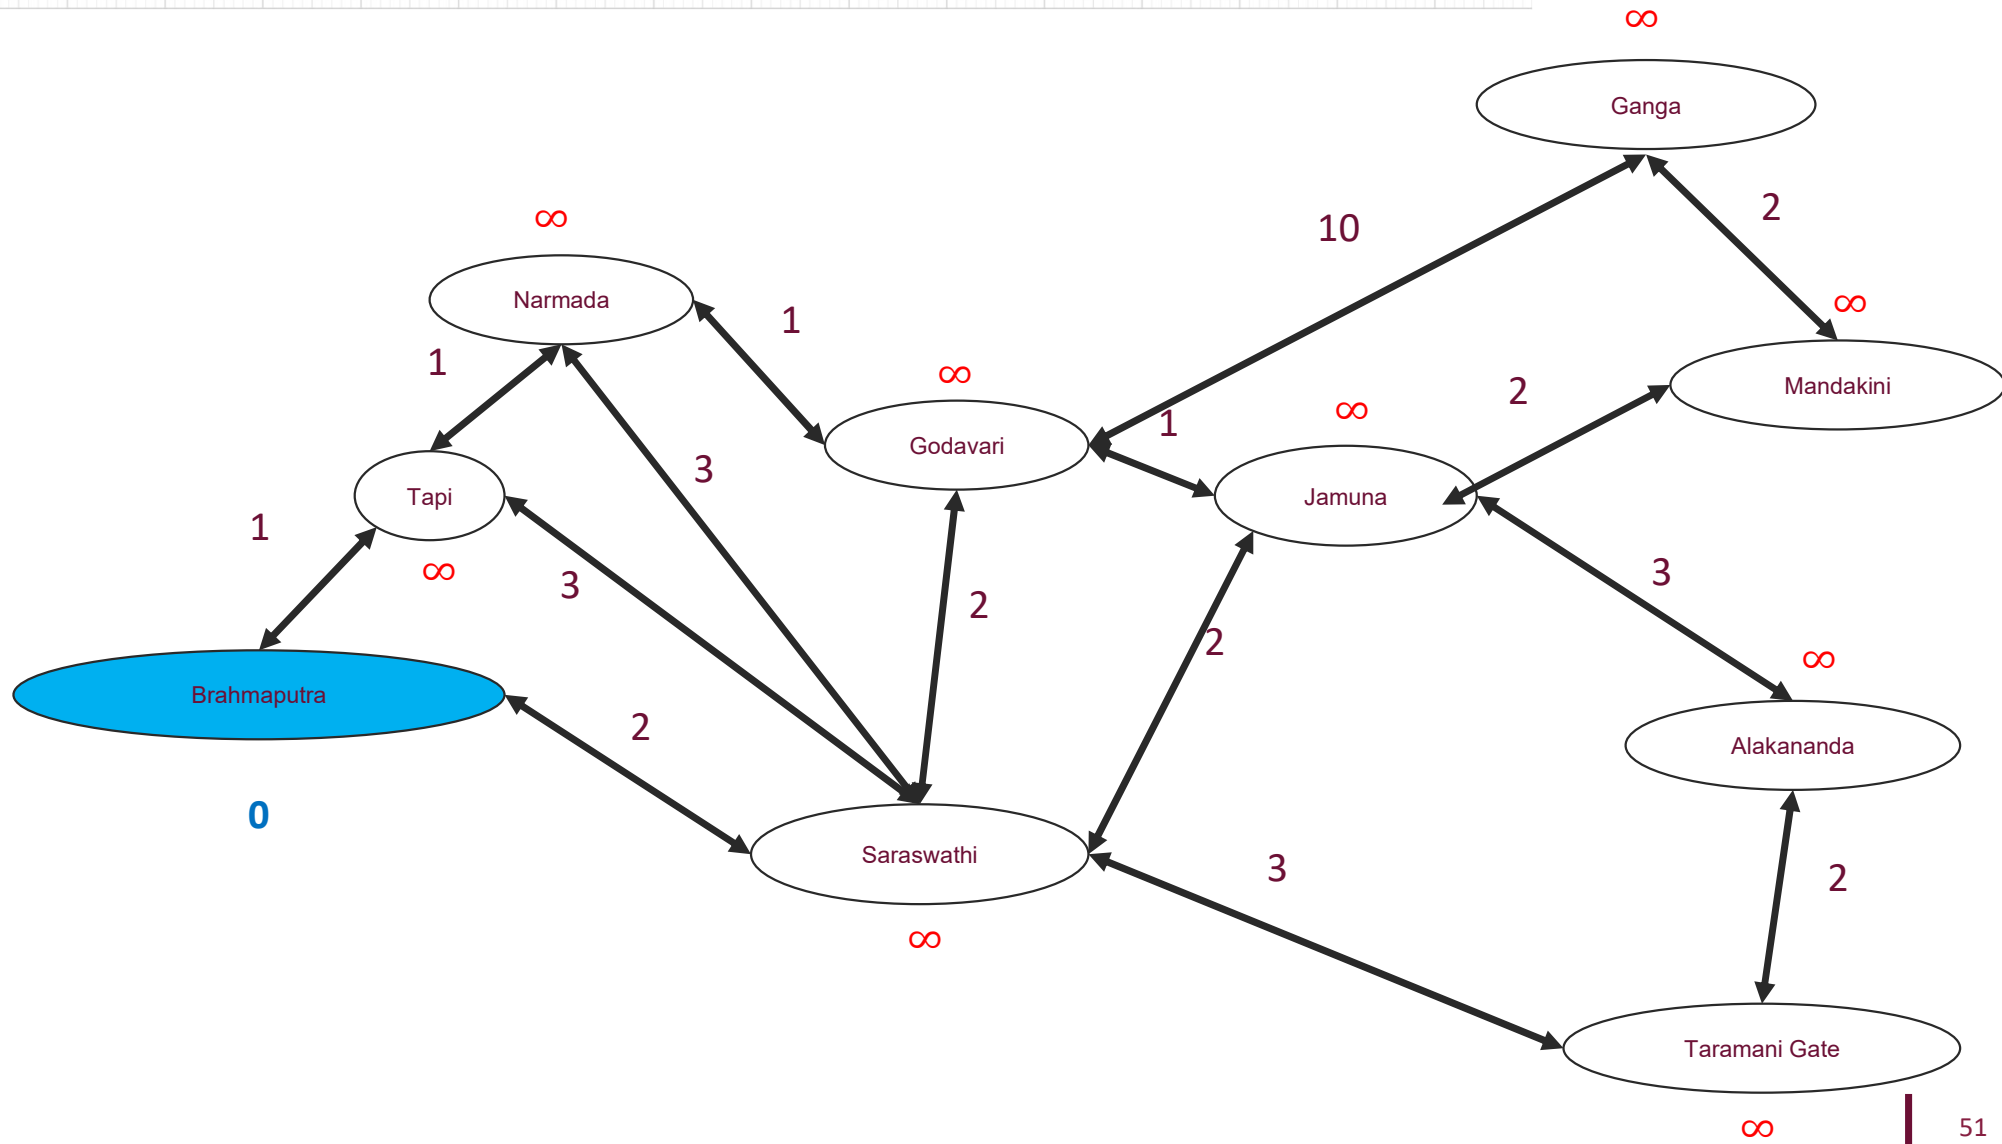 ∞
Ganga
2
10
∞
Narmada
1
∞
Mandakini
1
∞
Godavari
1
∞
2
Jamuna
3
Tapi
1
∞
3
3
2
2
∞
Brahmaputra
2
Alakananda
0
Saraswathi
3
2
∞
Taramani Gate
∞
51